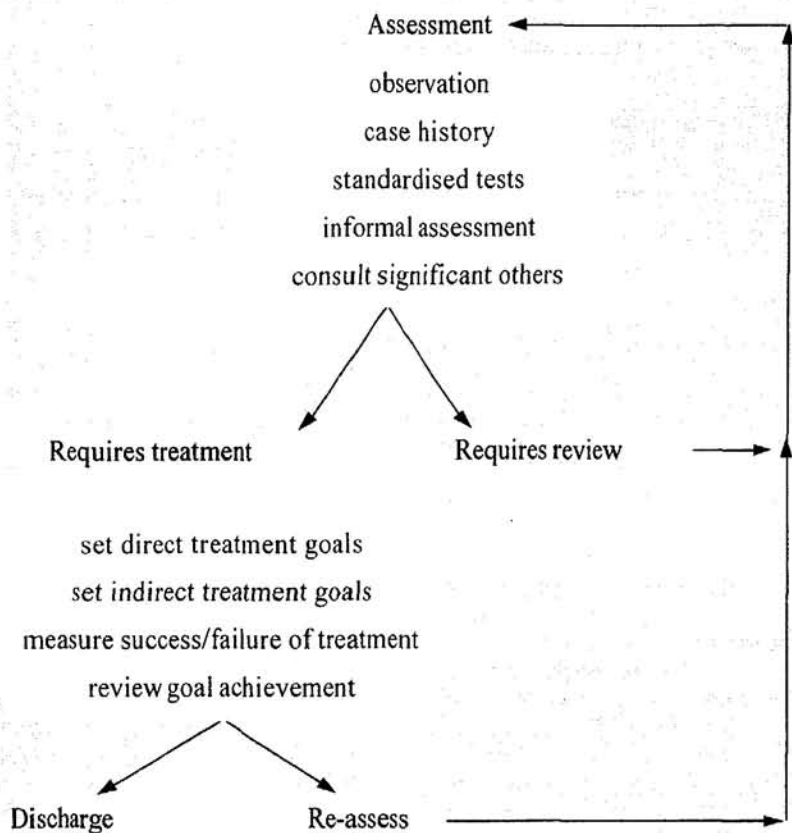 Assessment
observation
case history
standardised tests
informal assessment
consult significant others
Requires treatment
Requires review
set direct treatment goals
set indirect treatment goals
measure success/failure of treatment
review goal achievement
Discharge
Re-assess